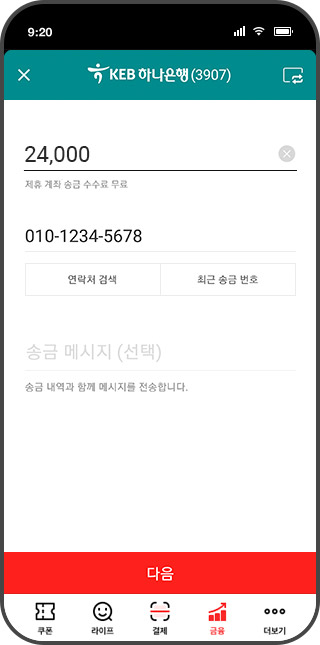 9:20
KEB 하나은행 (3907)
24,000
제휴 계좌 송금 수수료 무료
010-1234-5678
연락처 검색
최근 송금 번호
송금 메시지 (선택)
송금 내역과 함께 메시지를 전송합니다.
다음
쿠폰
라이프
결제
금융
더보기